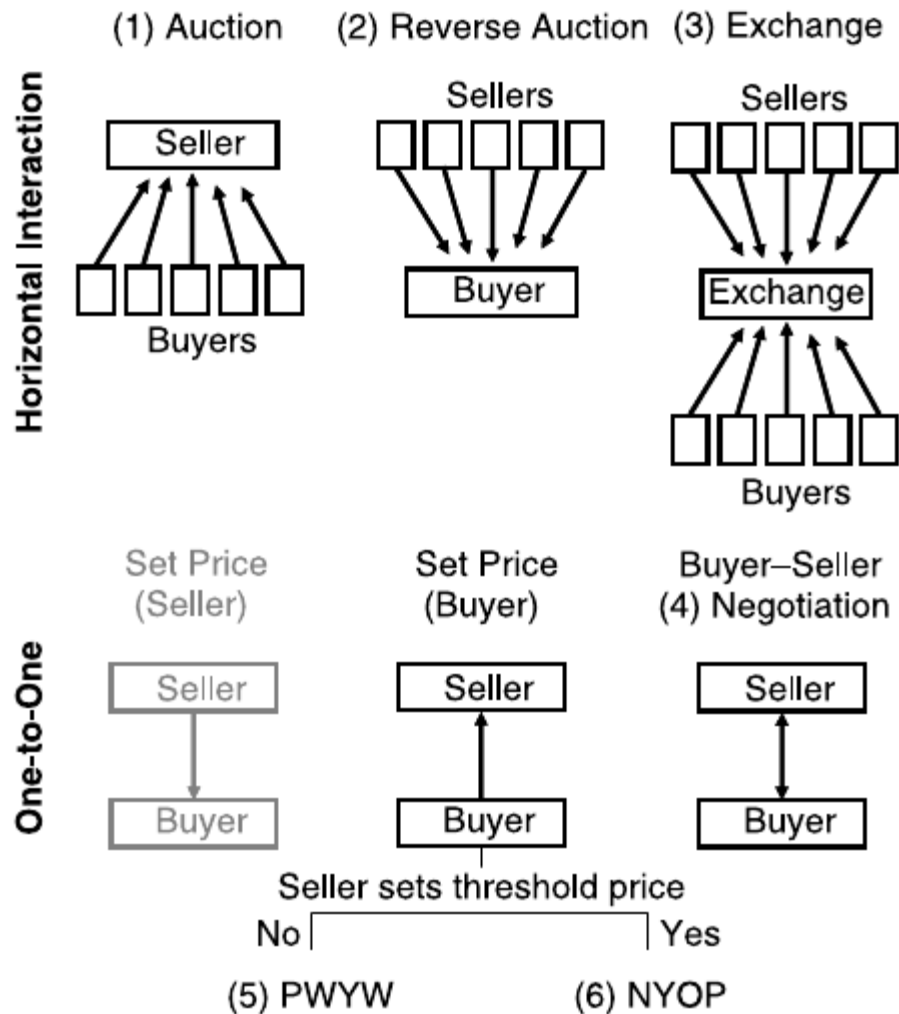 (1) Auction
(2) Reverse Auction
(3) Exchange
Horizontal Interaction
Seller
Buyers
Sellers
Buyer
Sellers
Exchange
Buyers
One-to-One
Set Price
(Seller)
Seller
Buyer
Set Price
(Buyer)
Seller
Buyer
Buyer–Seller
(4) Negotiation
Seller
Buyer
Seller sets threshold price
No
Yes
(5) PWYW
(6) NYOP